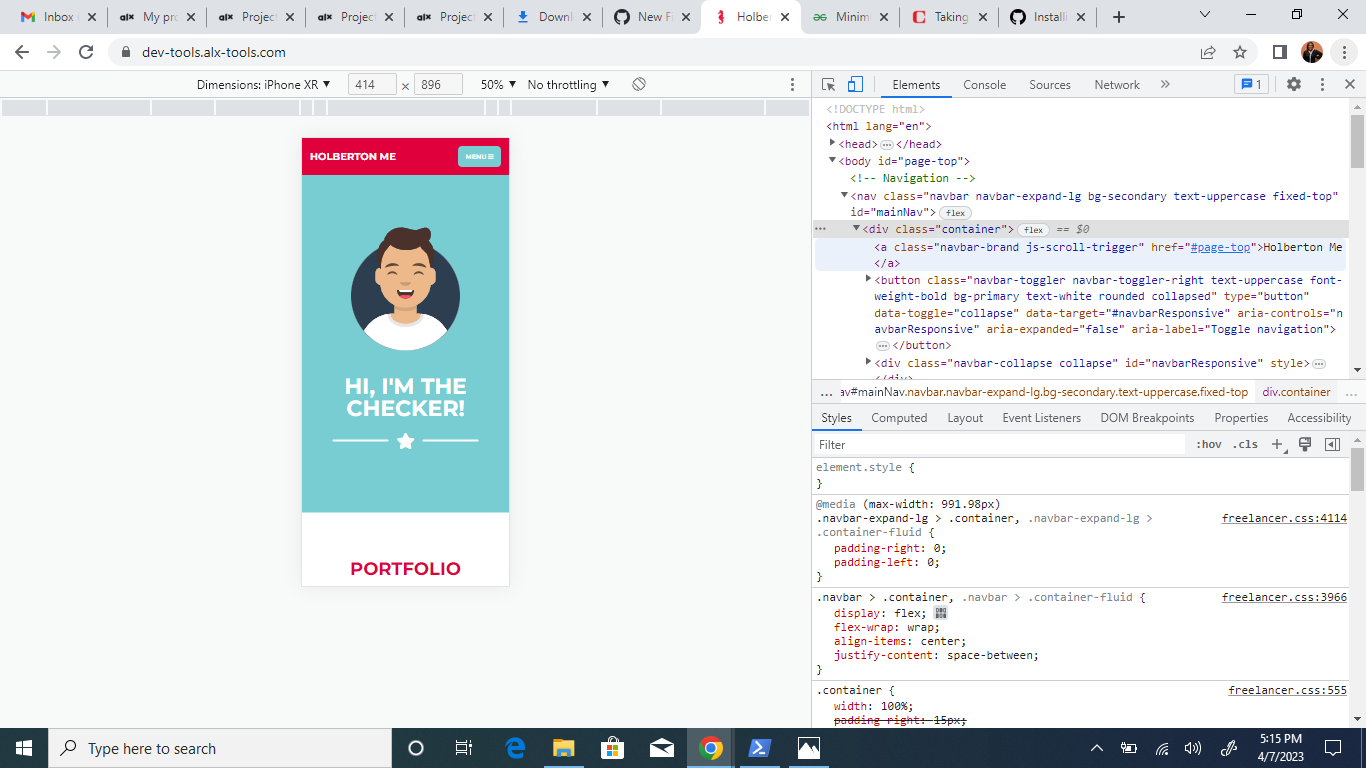 Inbox
My pro
Project
Project
Project
Downl
New Fi
Holber
Minim
Taking
Installi
dev-tools.alx-tools.com
Dimensions: iPhone XR ▼ 414 × 896 50% ▼ No throttling ▼
HOLBERTON ME
MENU
HI, I'M THE
CHECKER!
PORTFOLIO
Elements Console Sources Network » 1
<!DOCTYPE html>
<html lang="en">
<head>…</head>
<body id="page-top">
<!-- Navigation -->
<nav class="navbar navbar-expand-lg bg-secondary text-uppercase fixed-top"
id="mainNav"> flex
… <div class="container"> flex == $0
<a class="navbar-brand js-scroll-trigger" href="#page-top">Holberton Me
</a>
<button class="navbar-toggler navbar-toggler-right text-uppercase font-
weight-bold bg-primary text-white rounded collapsed" type="button"
data-toggle="collapse" data-target="#navbarResponsive" aria-controls="n
avbarResponsive" aria-expanded="false" aria-label="Toggle navigation">
…</button>
<div class="navbar-collapse collapse" id="navbarResponsive" style>…
</div>
… av#mainNav.navbar.navbar-expand-lg.bg-secondary.text-uppercase.fixed-top div.container …
Styles Computed Layout Event Listeners DOM Breakpoints Properties Accessibility
Filter :hov .cls +
element.style {
}
@media (max-width: 991.98px)
.navbar-expand-lg > .container, .navbar-expand-lg > freelancer.css:4114
.container-fluid {
padding-right: 0;
padding-left: 0;
}
.navbar > .container, .navbar > .container-fluid { freelancer.css:3966
display: flex;
flex-wrap: wrap;
align-items: center;
justify-content: space-between;
}
.container { freelancer.css:555
width: 100%;
padding-right: 15px;
Type here to search
5:15 PM
4/7/2023